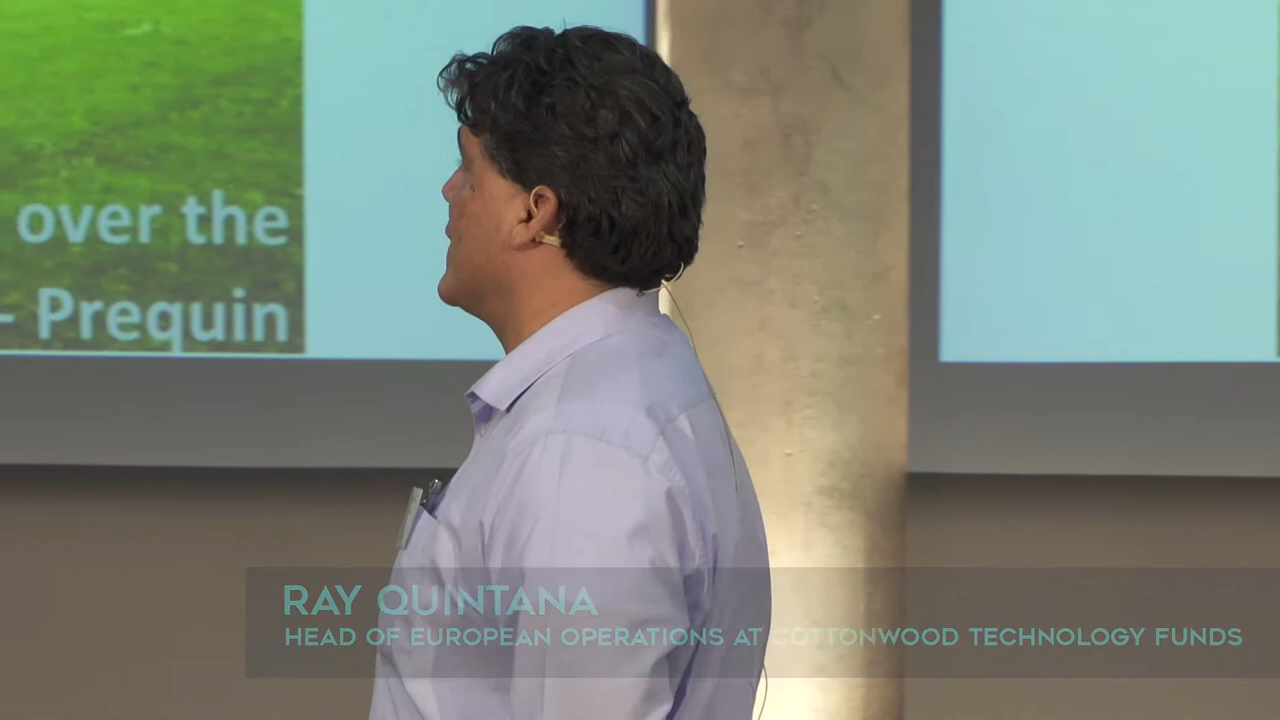 over the
- Prequin
RAY QUINTANA
HEAD OF EUROPEAN OPERATIONS AT COTTONWOOD TECHNOLOGY FUNDS